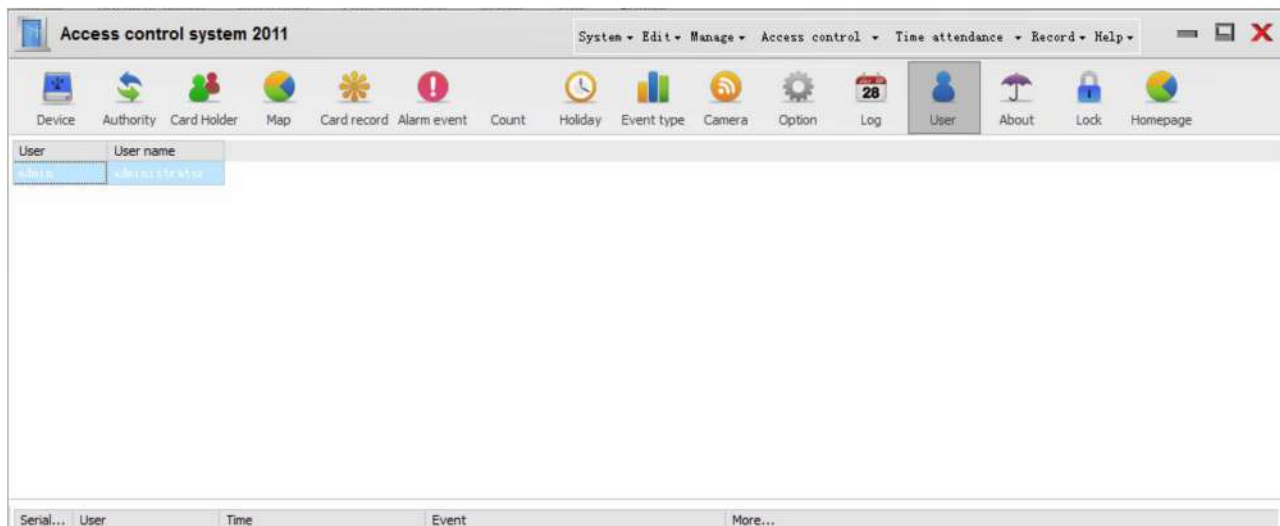 Access control system 2011
System Edit Manage Access control Time attendance Record Help
28
Device Authority Card Holder Map Card record Alarm event Count Holiday Event type Camera Option Log User About Lock Homepage
User User name
admin administrator
Serial... User Time Event More...